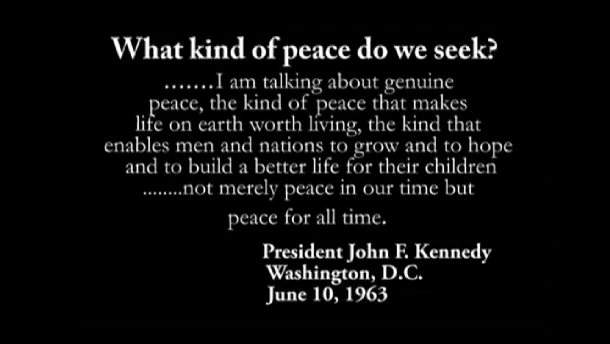 What kind of peace do we seek?
.......I am talking about genuine
peace, the kind of peace that makes
life on earth worth living, the kind that
enables men and nations to grow and to hope
and to build a better life for their children
........not merely peace in our time but
peace for all time.
President John F. Kennedy
Washington, D.C.
June 10, 1963